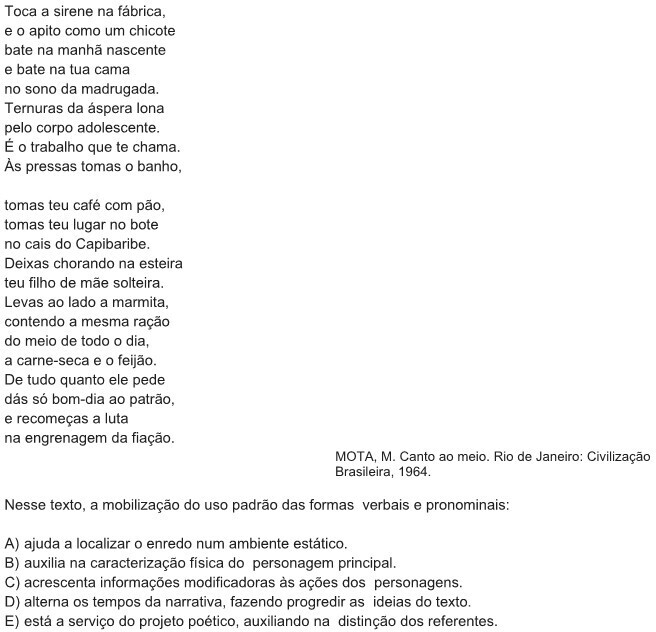 Toca a sirene na fábrica,
e o apito como um chicote
bate na manhã nascente
e bate na tua cama
no sono da madrugada.
Ternuras da áspera lona
pelo corpo adolescente.
É o trabalho que te chama.
Às pressas tomas o banho,
tomas teu café com pão,
tomas teu lugar no bote
no cais do Capibaribe.
Deixas chorando na esteira
teu filho de mãe solteira.
Levas ao lado a marmita,
contendo a mesma ração
do meio de todo o dia,
a carne-seca e o feijão.
De tudo quanto ele pede
dás só bom-dia ao patrão,
e recomeças a luta
na engrenagem da fiação.
MOTA, M. Canto ao meio. Rio de Janeiro: Civilização
Brasileira, 1964.
Nesse texto, a mobilização do uso padrão das formas verbais e pronominais:
A) ajuda a localizar o enredo num ambiente estático.
B) auxilia na caracterização física do personagem principal.
C) acrescenta informações modificadoras às ações dos personagens.
D) alterna os tempos da narrativa, fazendo progredir as ideias do texto.
E) está a serviço do projeto poético, auxiliando na distinção dos referentes.